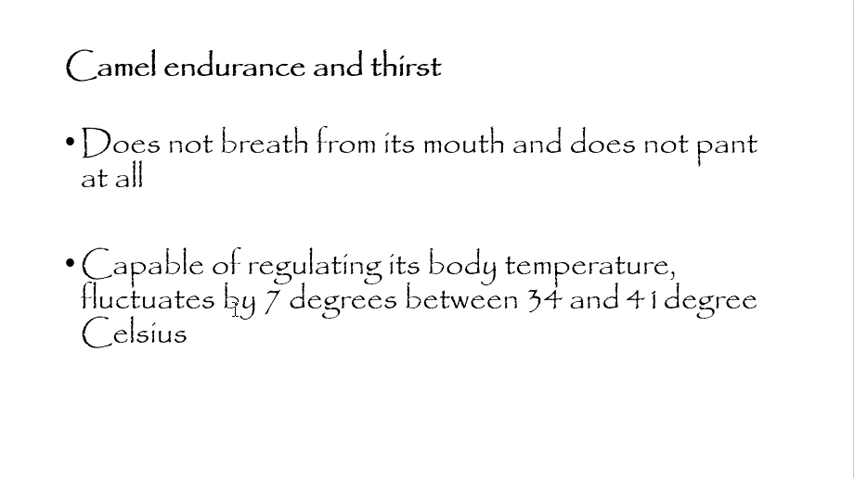 Camel endurance and thirst
• Does not breath from its mouth and does not pant
at all
• Capable of regulating its body temperature,
fluctuates by 7 degrees between 34 and 41 degree
Celsius